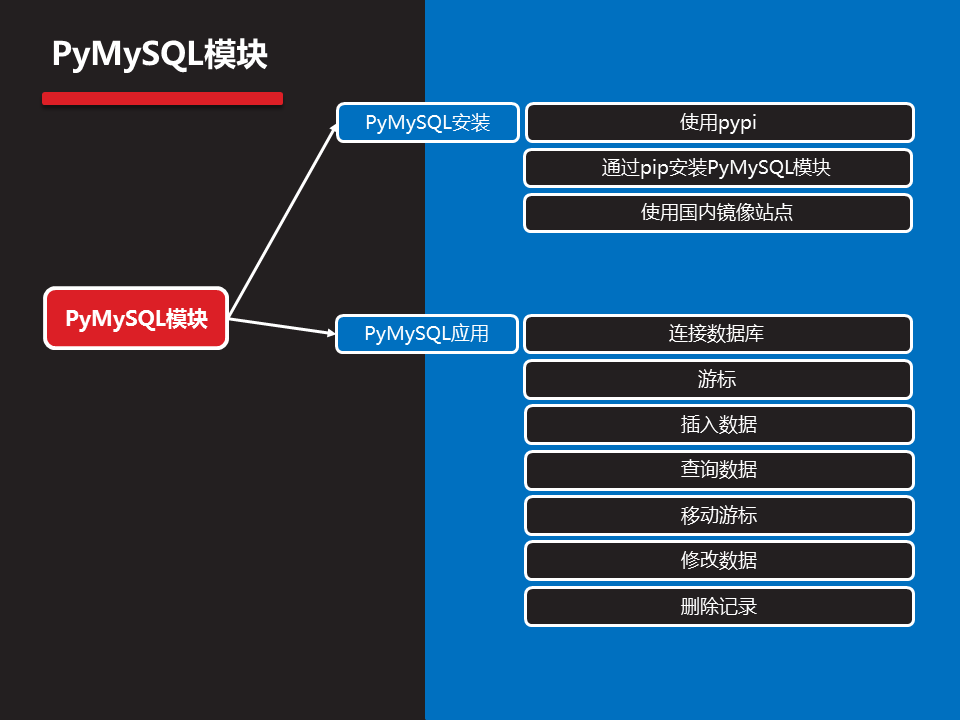 PyMySQL模块
PyMySQL安装
使用pypi
通过pip安装PyMySQL模块
使用国内镜像站点
PyMySQL模块
PyMySQL应用
连接数据库
游标
插入数据
查询数据
移动游标
修改数据
删除记录